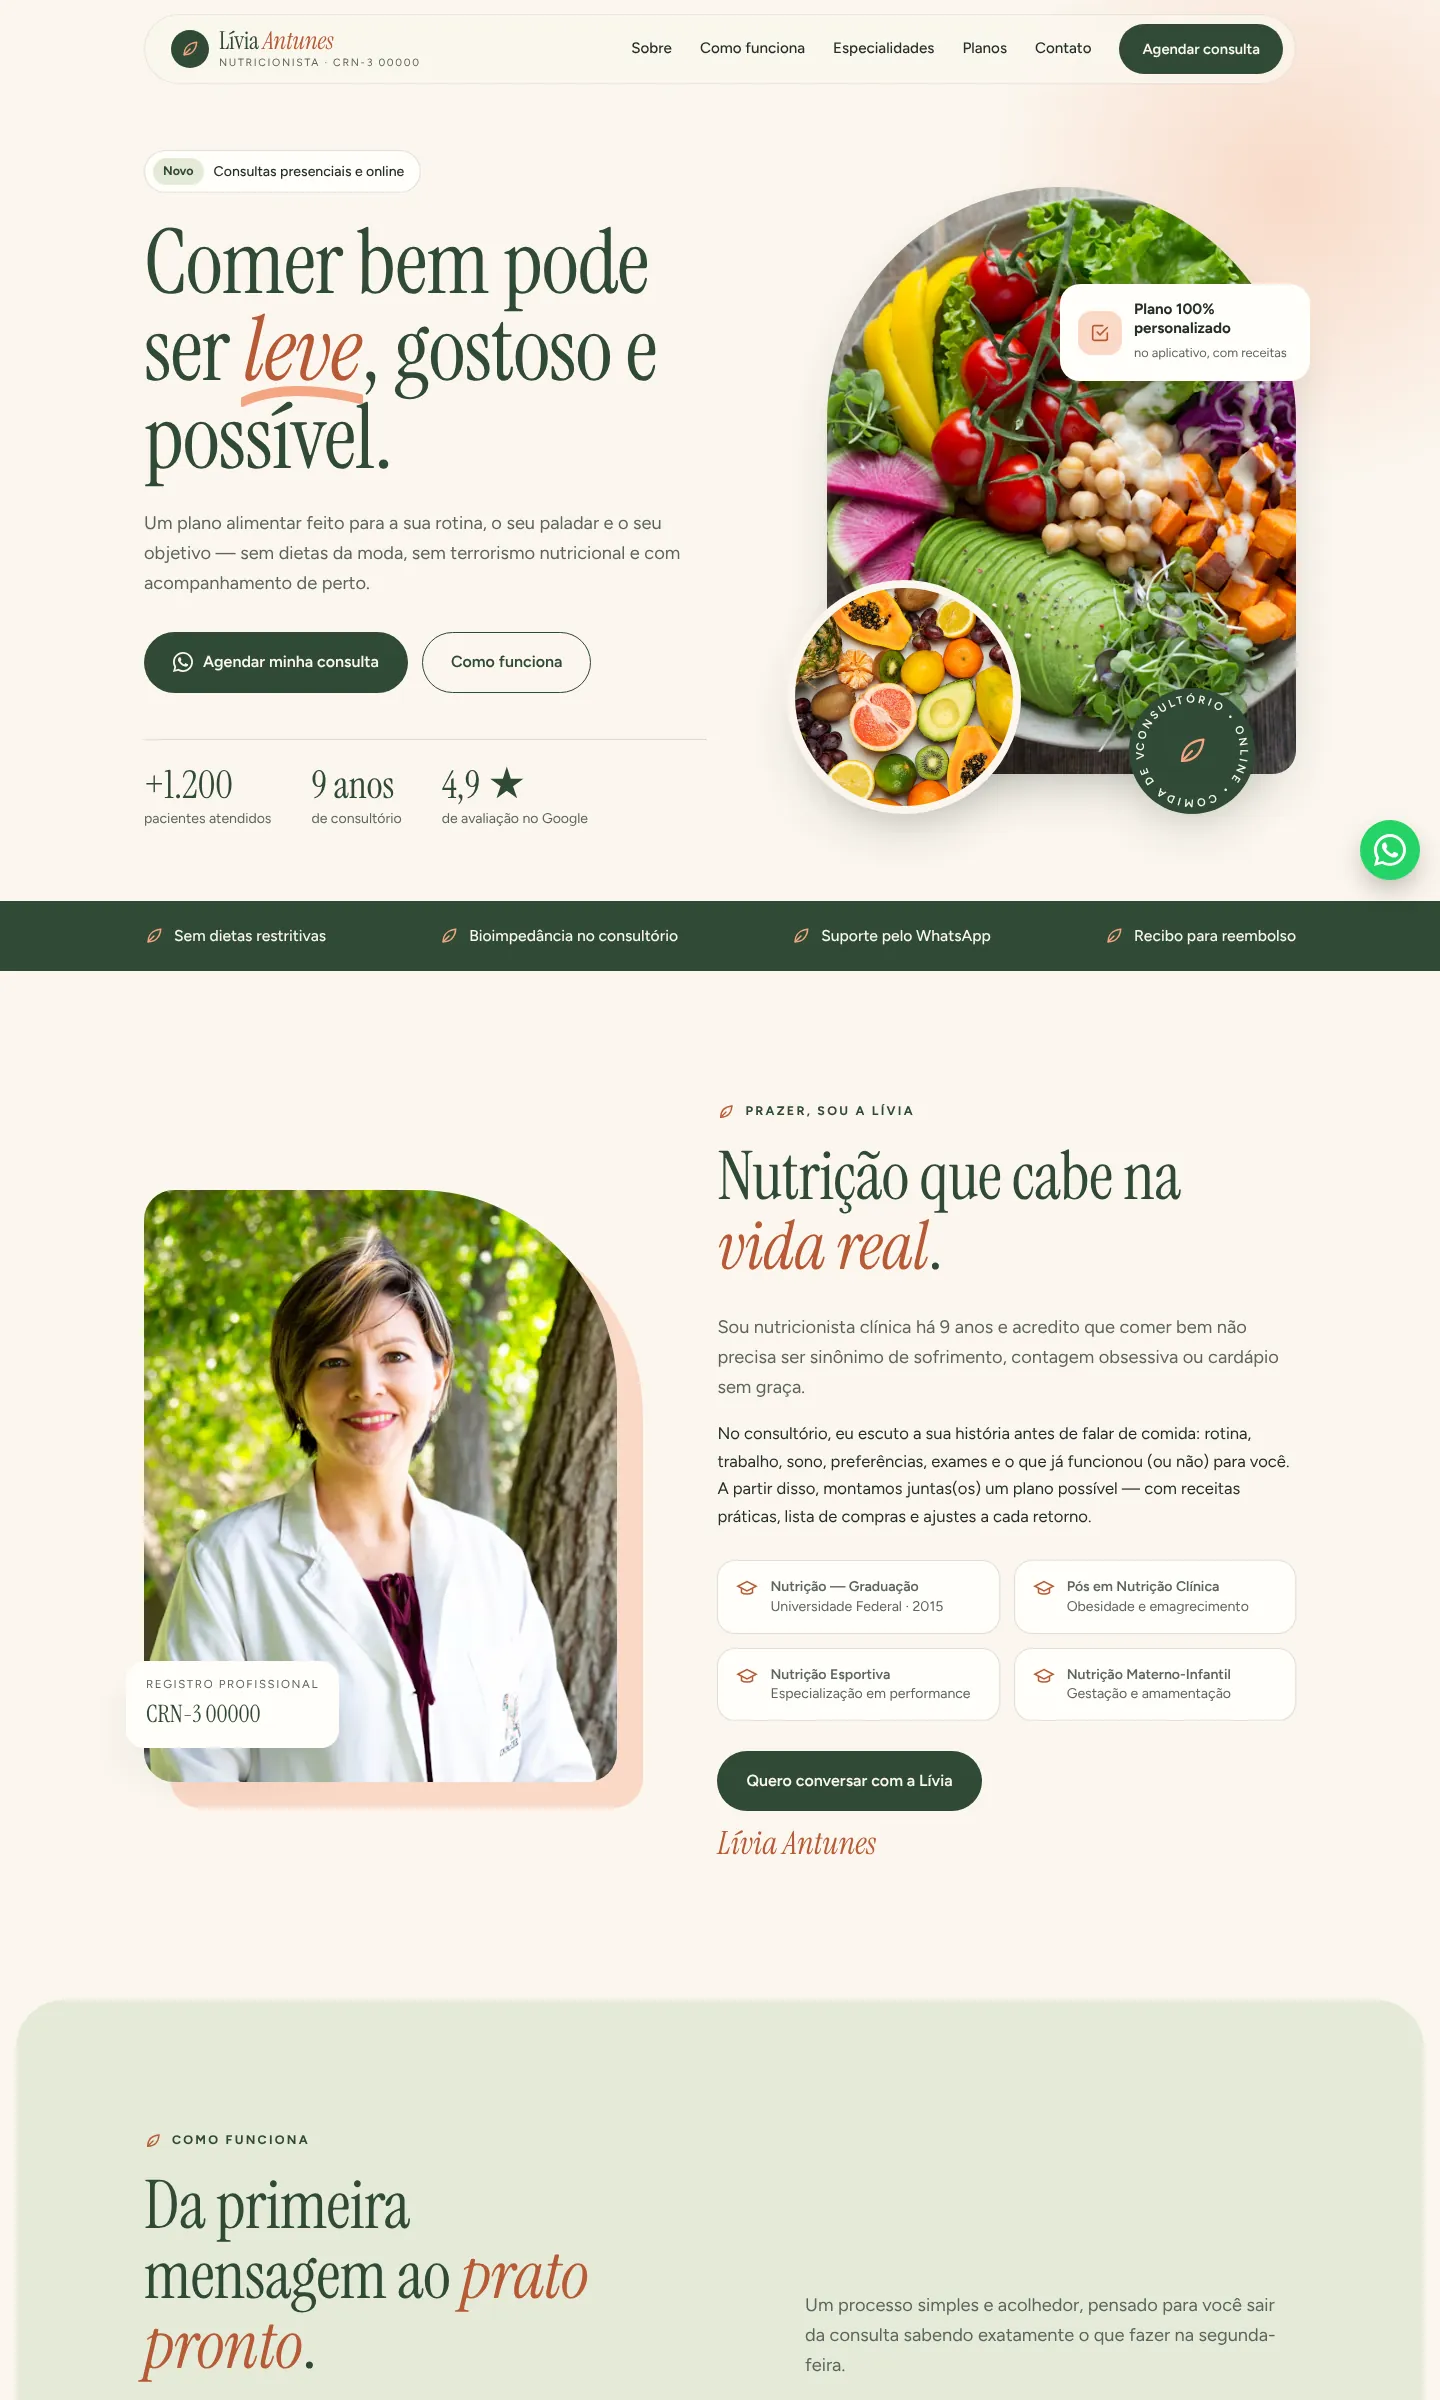 Lívia Antunes
NUTRICIONISTA · CRN-3 00000
Sobre
Como funciona
Especialidades
Planos
Contato
Agendar consulta
Novo
Consultas presenciais e online
Comer bem pode
ser leve, gostoso e
possível.
Um plano alimentar feito para a sua rotina, o seu paladar e o seu
objetivo — sem dietas da moda, sem terrorismo nutricional e com
acompanhamento de perto.
Agendar minha consulta
Como funciona
+1.200
pacientes atendidos
9 anos
de consultório
4,9 ★
de avaliação no Google
Plano 100%
personalizado
no aplicativo, com receitas
CONSULTÓRIO • ONLINE • COMIDA DE V
Sem dietas restritivas
Bioimpedância no consultório
Suporte pelo WhatsApp
Recibo para reembolso
PRAZER, SOU A LÍVIA
Nutrição que cabe na
vida real.
Sou nutricionista clínica há 9 anos e acredito que comer bem não
precisa ser sinônimo de sofrimento, contagem obsessiva ou cardápio
sem graça.
No consultório, eu escuto a sua história antes de falar de comida: rotina,
trabalho, sono, preferências, exames e o que já funcionou (ou não) para você.
A partir disso, montamos juntas(os) um plano possível — com receitas
práticas, lista de compras e ajustes a cada retorno.
Nutrição — Graduação
Universidade Federal · 2015
Pós em Nutrição Clínica
Obesidade e emagrecimento
Nutrição Esportiva
Especialização em performance
Nutrição Materno-Infantil
Gestação e amamentação
REGISTRO PROFISSIONAL
CRN-3 00000
Quero conversar com a Lívia
Lívia Antunes
COMO FUNCIONA
Da primeira
mensagem ao prato
pronto.
Um processo simples e acolhedor, pensado para você sair
da consulta sabendo exatamente o que fazer na segunda-
feira.